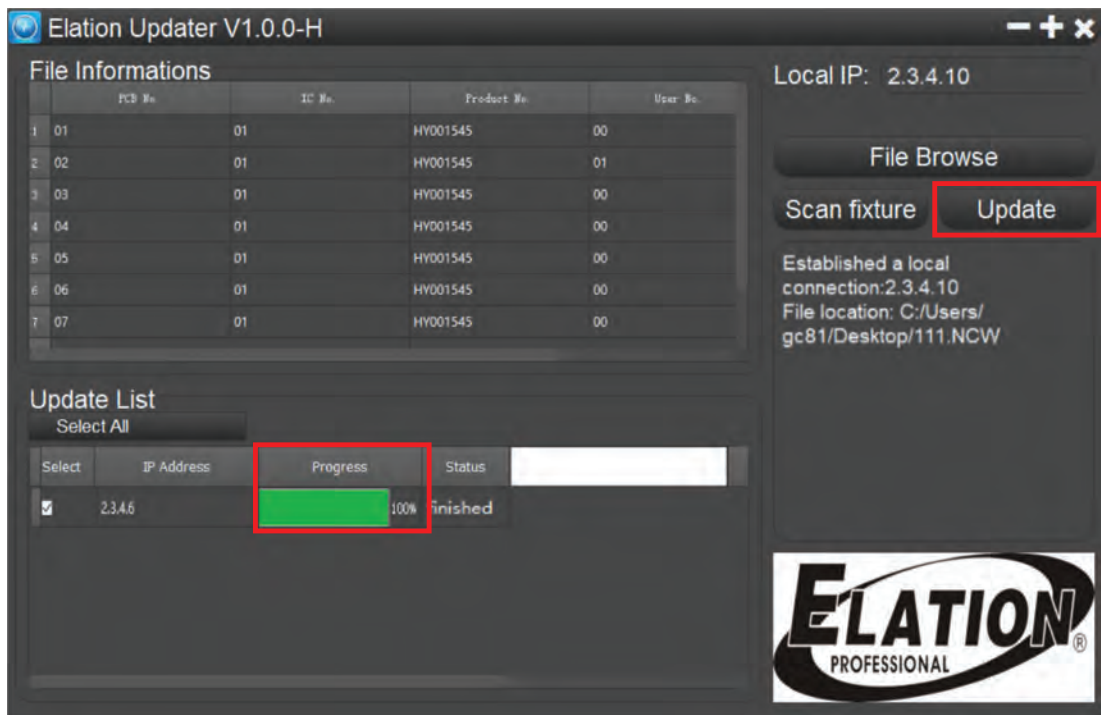 Elation Updater V1.0.0-H
File Informations
PCB No. IC No. Product No. User No.
1 01 01 HY001545 00
2 02 01 HY001545 01
3 03 01 HY001545 00
4 04 01 HY001545 00
5 05 01 HY001545 00
6 06 01 HY001545 00
7 07 01 HY001545 00
Local IP: 2.3.4.10
File Browse
Scan fixture Update
Established a local
connection:2.3.4.10
File location: C:/Users/
gc81/Desktop/111.NCW
Update List
Select All
Select IP Address Progress Status
2.3.4.6 100% finished
ELATION®
PROFESSIONAL